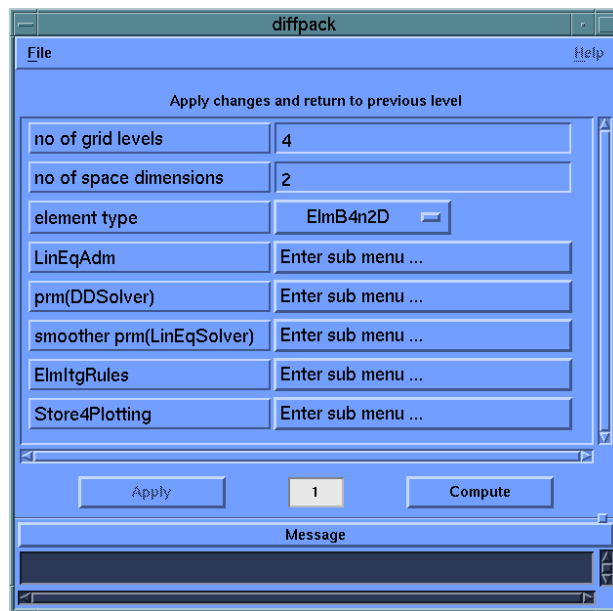 diffpack
File Help
Apply changes and return to previous level
no of grid levels 4
no of space dimensions 2
element type ElmB4n2D
LinEqAdm Enter sub menu ...
prm(DDSolver) Enter sub menu ...
smoother prm(LinEqSolver) Enter sub menu ...
ElmItgRules Enter sub menu ...
Store4Plotting Enter sub menu ...
Apply 1 Compute
Message